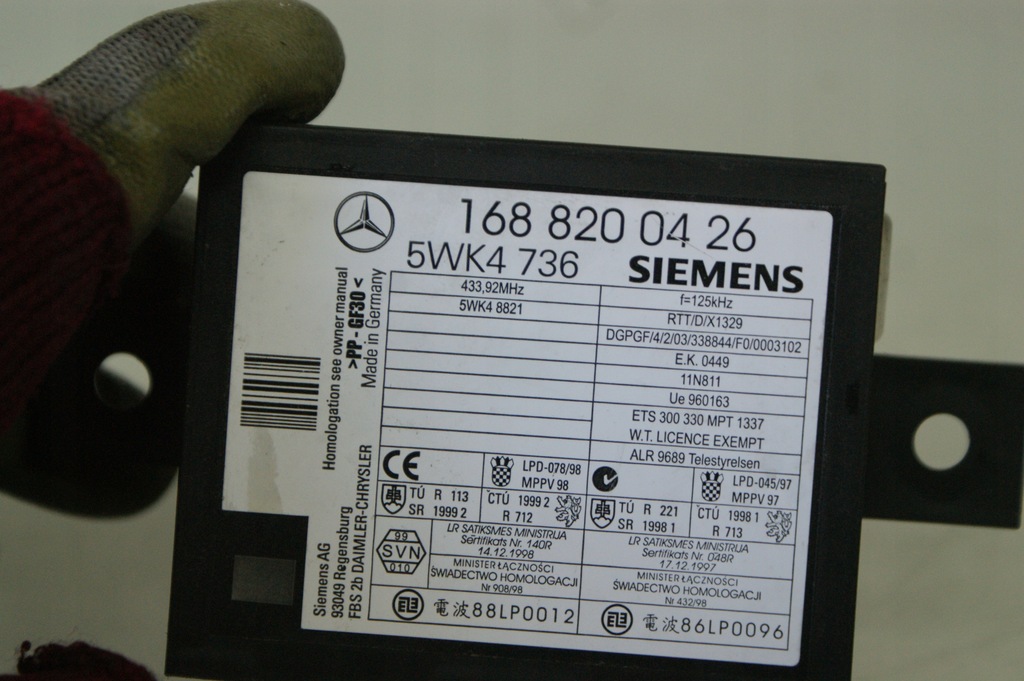 168 820 04 26
5WK4 736
SIEMENS
433,92MHz
5WK4 8821
f=125kHz
RTT/D/X1329
DGPGF/4/2/03/338844/F0/0003102
E.K. 0449
11N811
Ue 960163
ETS 300 330 MPT 1337
W.T. LICENCE EXEMPT
ALR 9689 Telestyrelsen
CE
LPD-078/98
MPPV 98
LPD-045/97
MPPV 97
TÚ R 113
SR 1999 2
ČTÚ 1999 2
R 712
TÚ R 221
SR 1998 1
ČTÚ 1998 1
R 713
99
SVN
010
LR SATIKSMES MINISTRIJA
Sertifikats Nr. 140R
14.12.1998
LR SATIKSMES MINISTRIJA
Sertifikats Nr. 048R
17.12.1997
MINISTER ŁĄCZNOŚCI
ŚWIADECTWO HOMOLOGACJI
Nr 908/98
MINISTER ŁĄCZNOŚCI
ŚWIADECTWO HOMOLOGACJI
Nr 432/98
電波88LP0012
電波86LP0096
Homologation see owner manual
>PP - GF30<
Made in Germany
Siemens AG
93049 Regensburg
FBS 2b DAIMLER-CHRYSLER